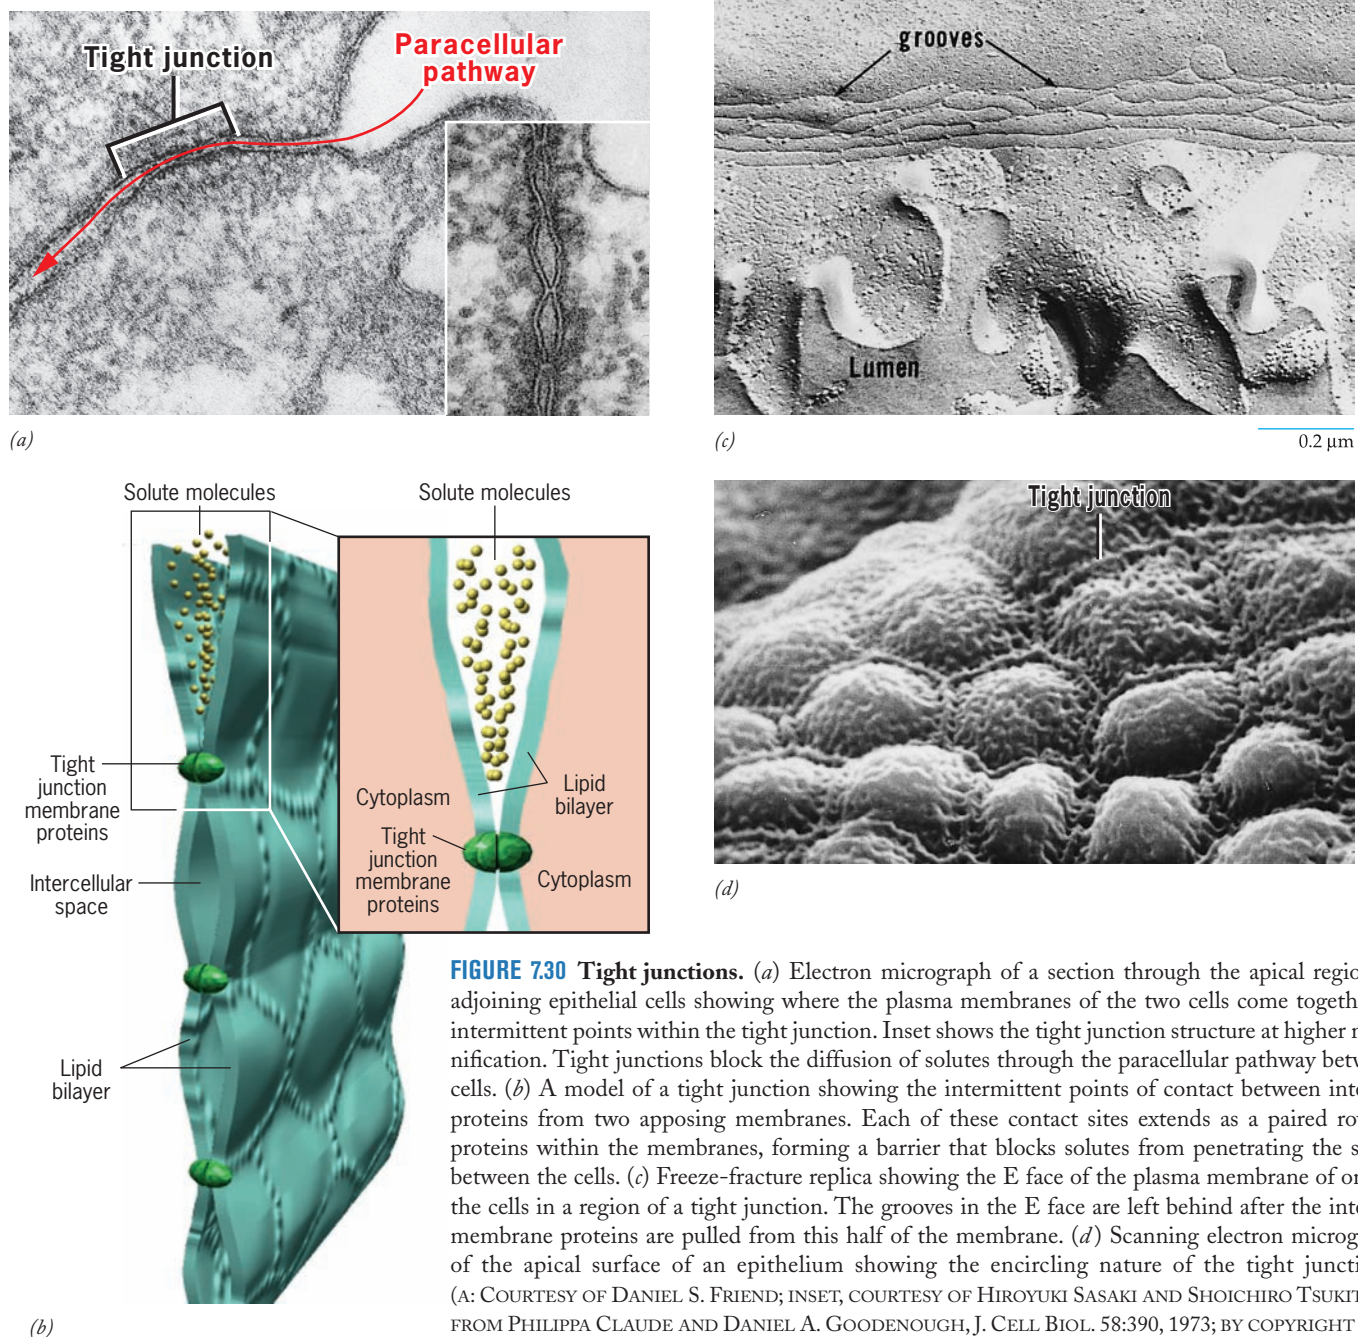 Tight junction
Paracellular
pathway
(a)
grooves
Lumen
(c)
0.2 µm
Solute molecules
Solute molecules
Tight
junction
membrane
proteins
Intercellular
space
Lipid
bilayer
Cytoplasm
Lipid
bilayer
Tight
junction
membrane
proteins
Cytoplasm
(b)
Tight junction
(d)
FIGURE 7.30 Tight junctions. (a) Electron micrograph of a section through the apical region
adjoining epithelial cells showing where the plasma membranes of the two cells come
intermittent points within the tight junction. Inset shows the tight junction structure at higher
nification. Tight junctions block the diffusion of solutes through the paracellular pathway
cells. (b) A model of a tight junction showing the intermittent points of contact between
proteins from two apposing membranes. Each of these contact sites extends as a paired
proteins within the membranes, forming a barrier that blocks solutes from penetrating the
between the cells. (c) Freeze-fracture replica showing the E face of the plasma membrane of
the cells in a region of a tight junction. The grooves in the E face are left behind after the
membrane proteins are pulled from this half of the membrane. (d) Scanning electron
of the apical surface of an epithelium showing the encircling nature of the tight
(A: COURTESY OF DANIEL S. FRIEND; INSET, COURTESY OF HIROYUKI SASAKI AND SHOICHIRO
FROM PHILIPPA CLAUDE AND DANIEL A. GOODENOUGH, J. CELL BIOL. 58:390, 1973; BY COPYRIGHT